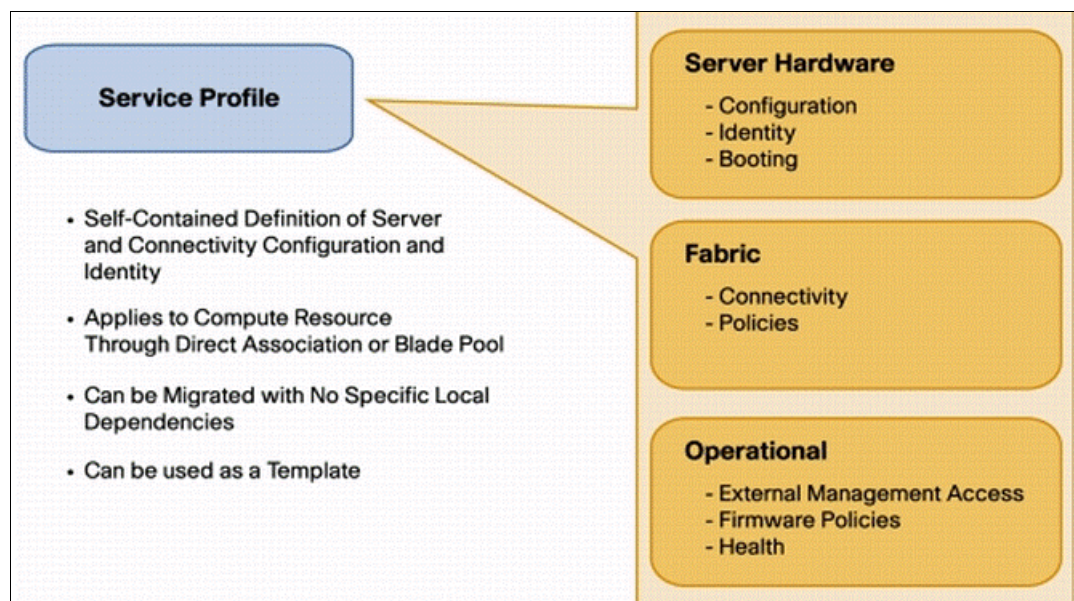 Service Profile
• Self-Contained Definition of Server
and Connectivity Configuration and
Identity
• Applies to Compute Resource
Through Direct Association or Blade Pool
• Can be Migrated with No Specific Local
Dependencies
• Can be used as a Template
Server Hardware
- Configuration
- Identity
- Booting
Fabric
- Connectivity
- Policies
Operational
- External Management Access
- Firmware Policies
- Health